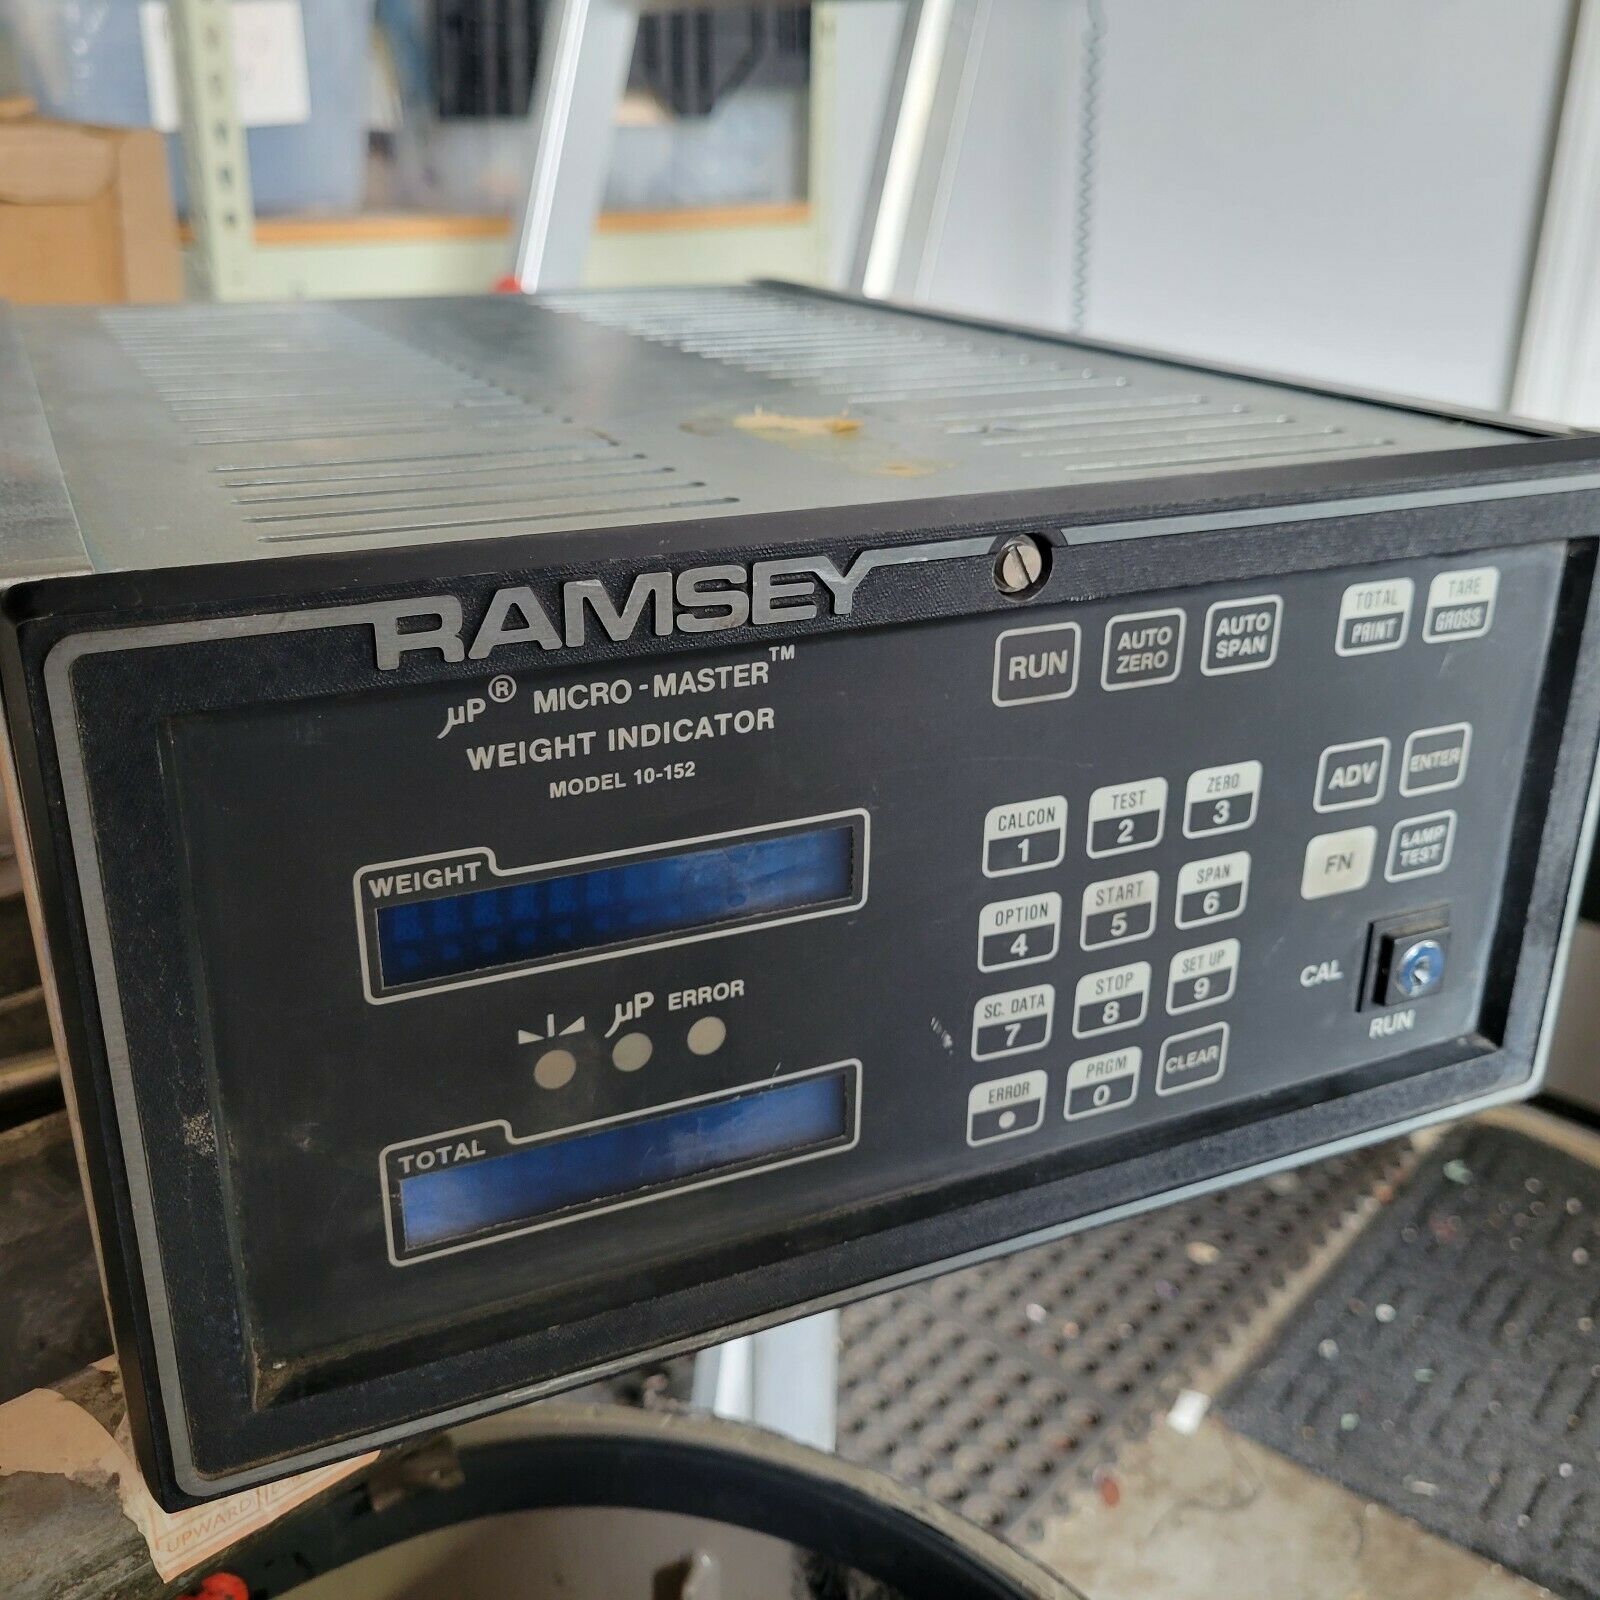 RAMSEY
µP® MICRO-MASTER™
WEIGHT INDICATOR
MODEL 10-152
WEIGHT
µP ERROR
TOTAL
RUN
AUTO
ZERO
AUTO
SPAN
TOTAL
PRINT
TARE
GROSS
CALCON
1
TEST
2
ZERO
3
ADV
ENTER
OPTION
4
START
5
SPAN
6
FN
LAMP
TEST
SC. DATA
7
STOP
8
SET UP
9
CAL
RUN
ERROR
•
PRGM
0
CLEAR
UPWARD